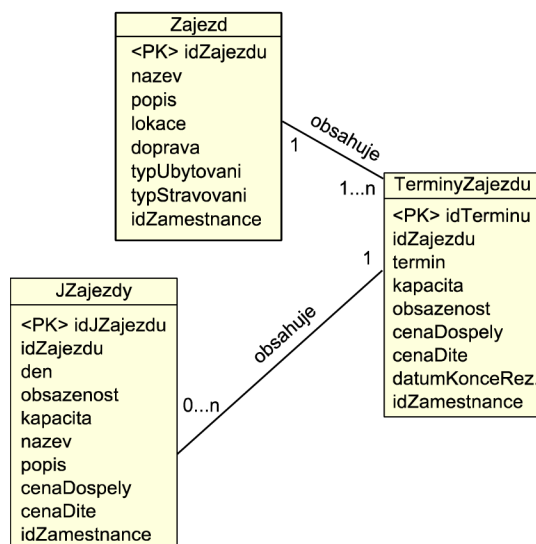 Zajezd
<PK> idZajezdu
nazev
popis
lokace
doprava
typUbytovani
typStravovani
idZamestnance
obsahuje
1
1...n
TerminyZajezdu
<PK> idTerminu
idZajezdu
termin
kapacita
obsazenost
cenaDospely
cenaDite
datumKonceRez.
idZamestnance
1
obsahuje
0...n
JZajezdy
<PK> idJZajezdu
idZajezdu
den
obsazenost
kapacita
nazev
popis
cenaDospely
cenaDite
idZamestnance